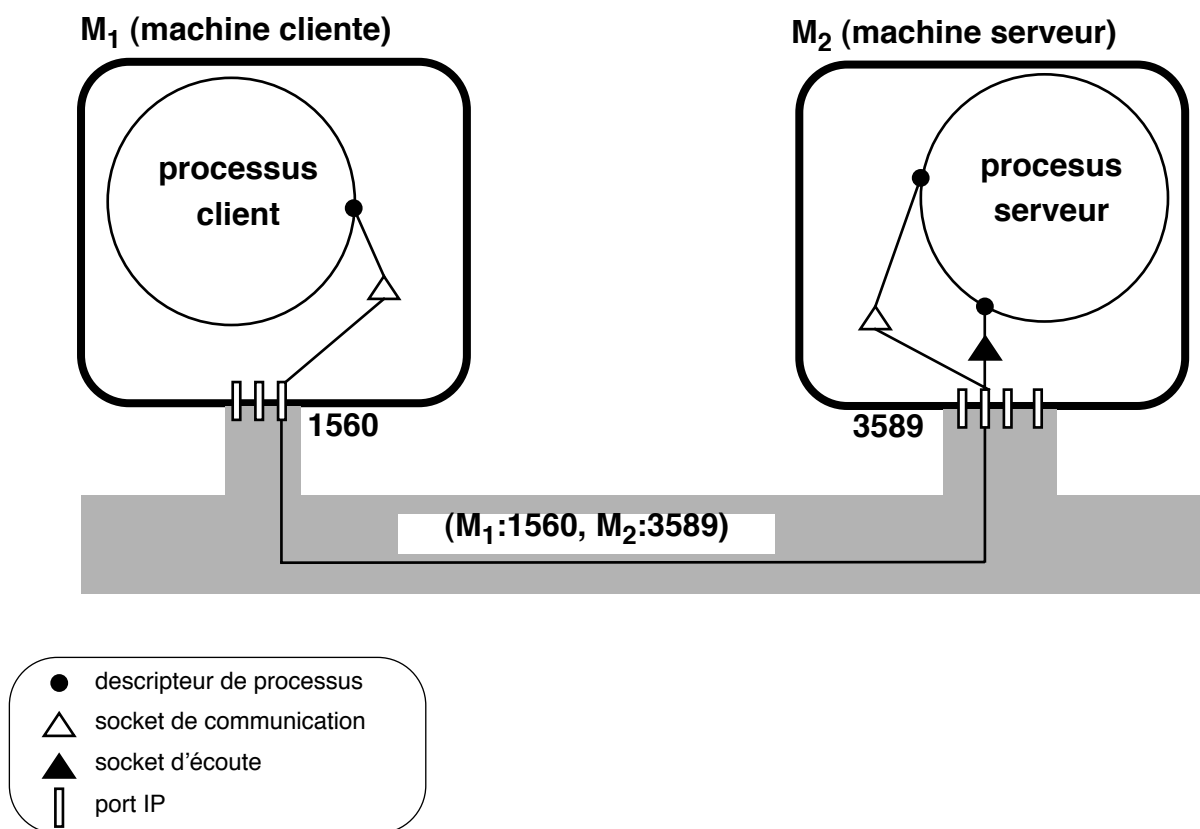 M1 (machine cliente)
M2 (machine serveur)
processus
client
procesus
serveur
1560
3589
(M1:1560, M2:3589)
descripteur de processus
socket de communication
socket d'écoute
port IP